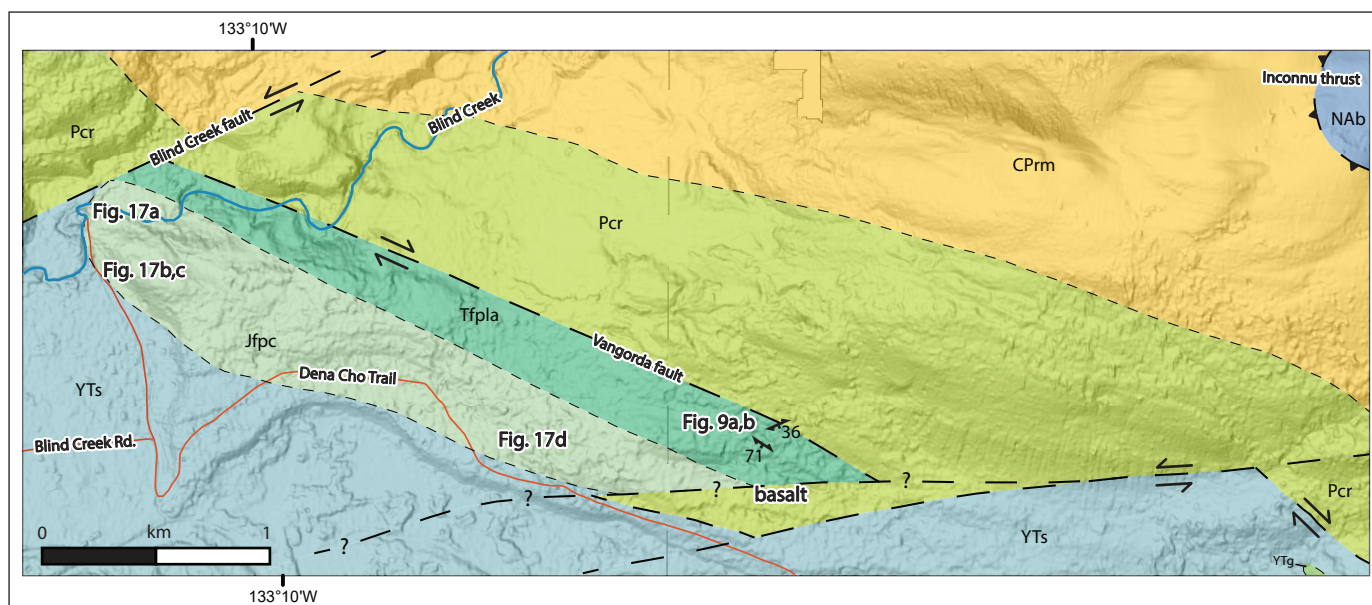 133°10'W
Inconnu thrust
NAb
Blind Creek
Pcr
Blind Creek fault
CPrm
Fig. 17a
Pcr
Fig. 17b,c
Tfpla
Jfpc
Vangorda fault
YTs
Dena Cho Trail
Fig. 9a,b
36
Blind Creek Rd.
Fig. 17d
71
?
?
?
?
basalt
Pcr
0 km 1
YTs
YTg
133°10'W